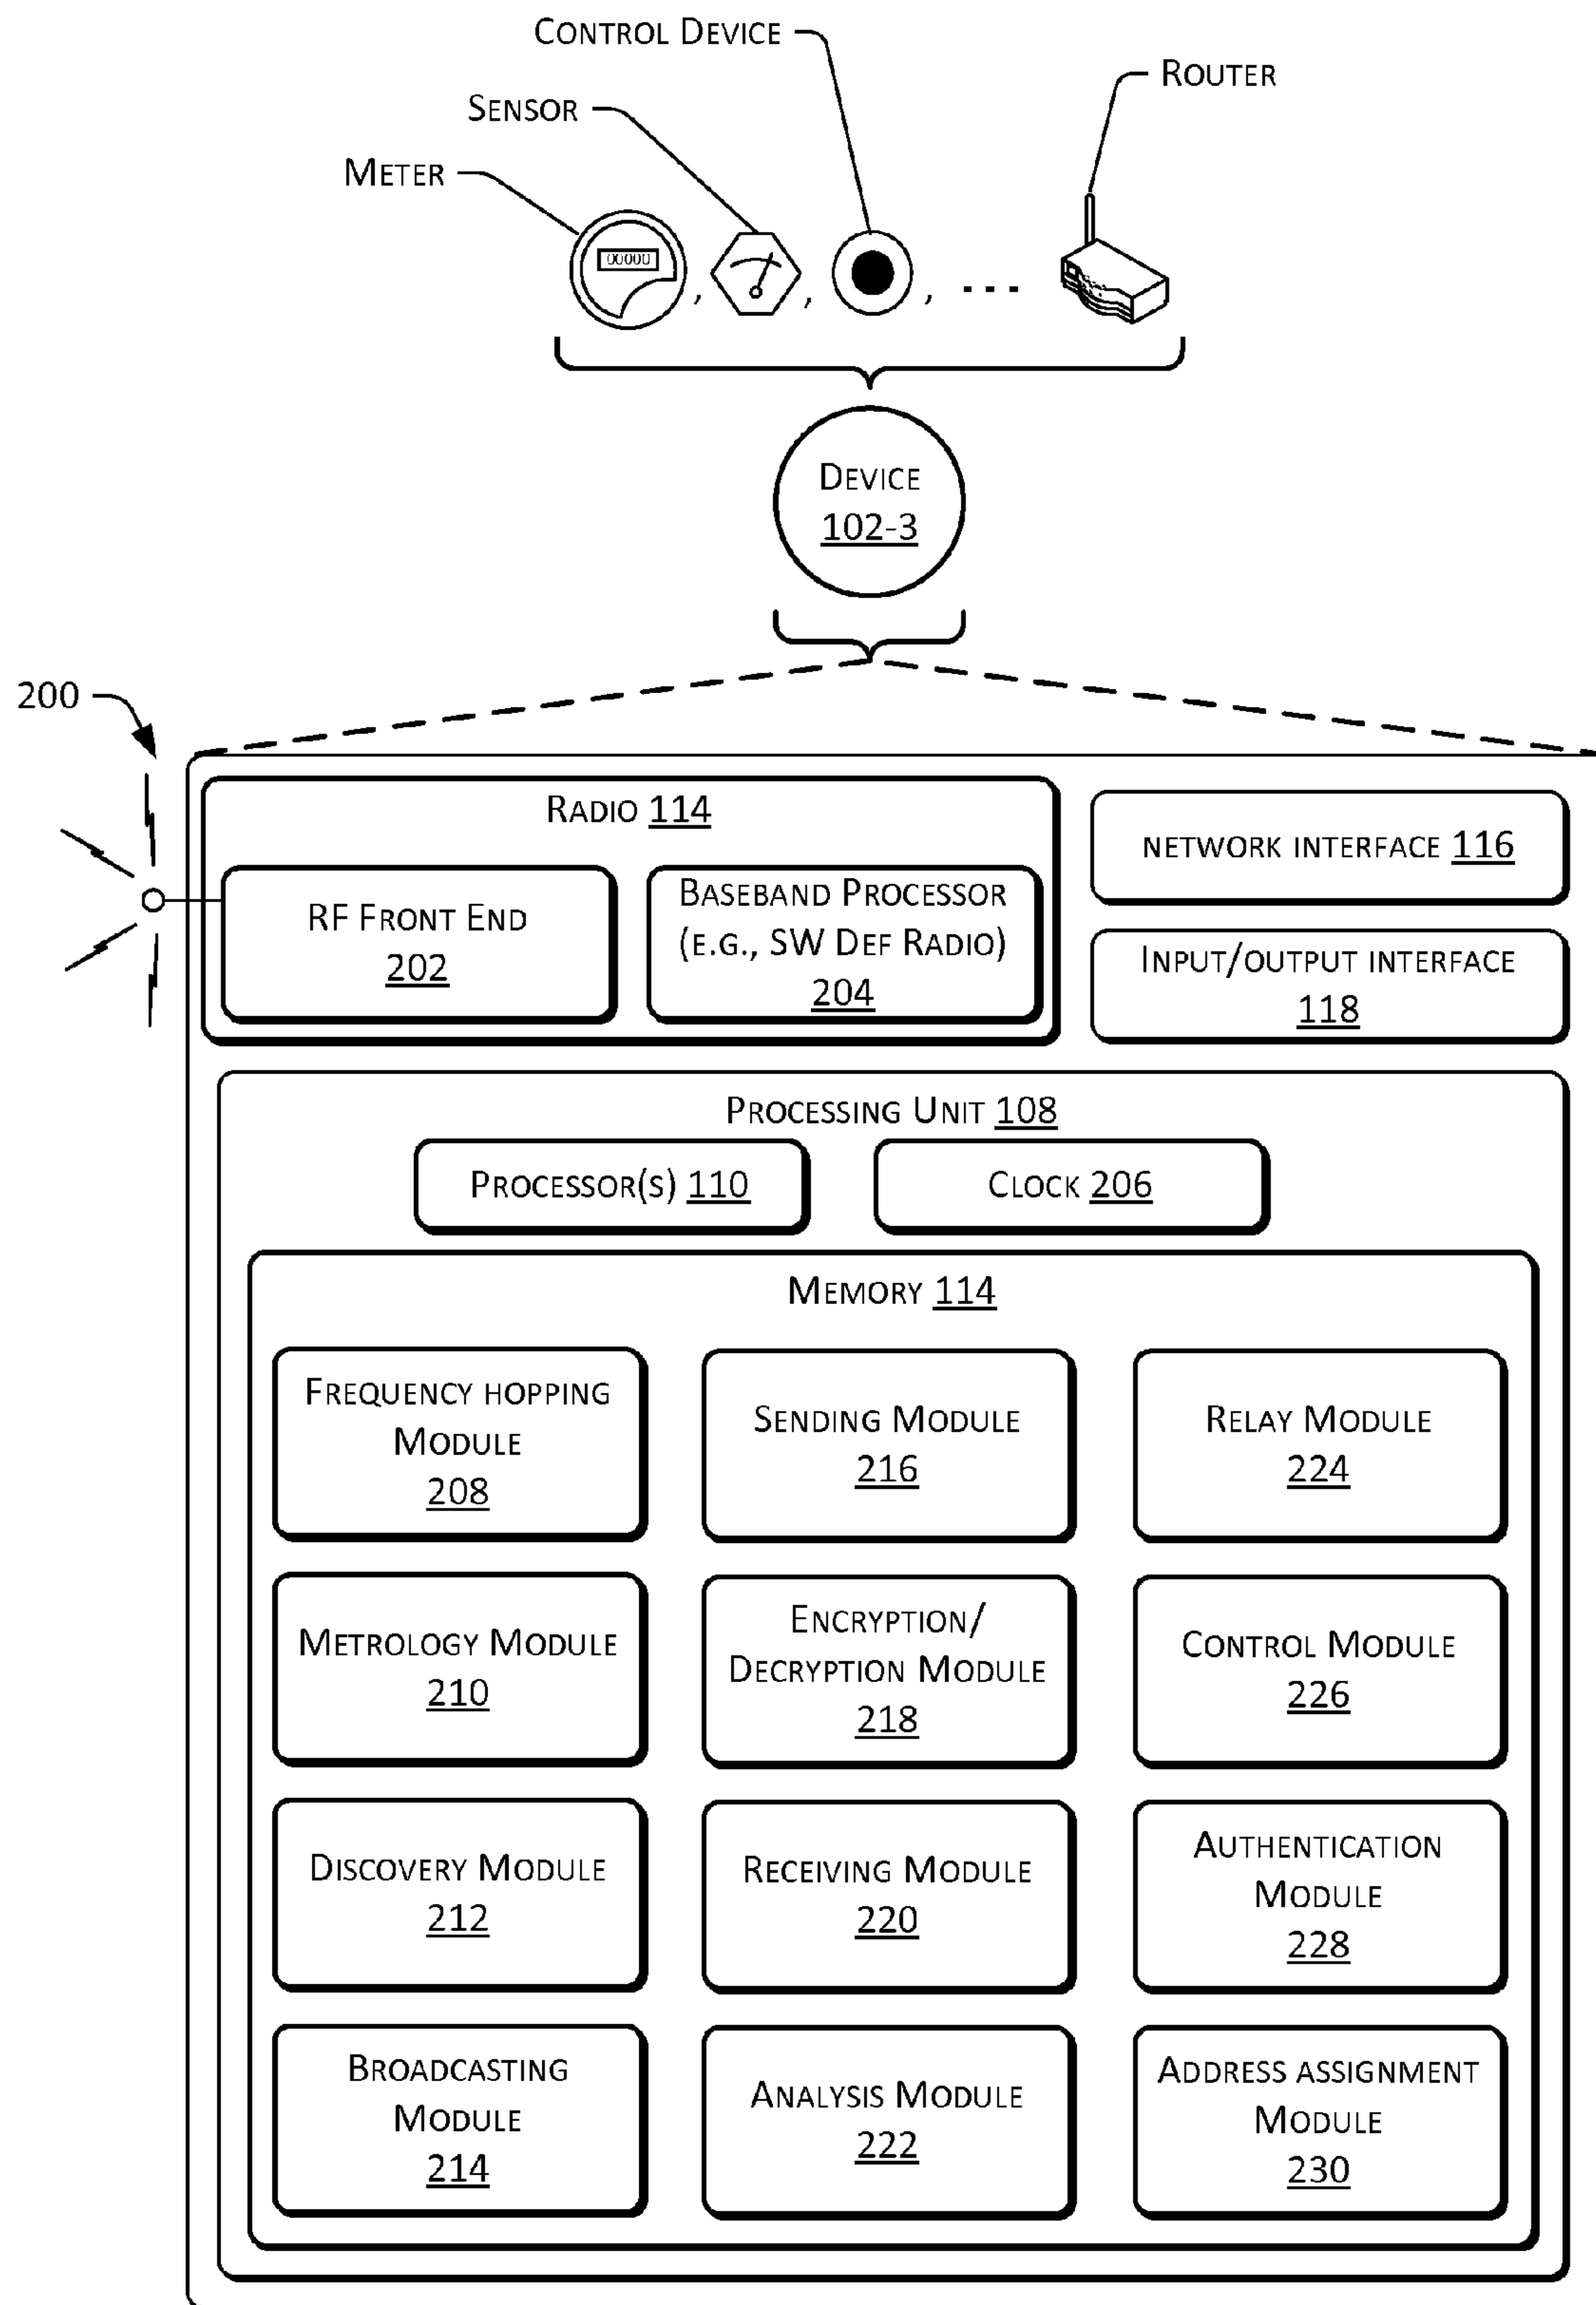 Control Device
Router
Sensor
Meter
00000
, , , ...
Device
102-3
200
Radio 114
network interface 116
RF Front End
202
Baseband Processor
(e.g., SW Def Radio)
204
Input/output interface
118
Processing Unit 108
Processor(s) 110
Clock 206
Memory 114
Frequency hopping
Module
208
Sending Module
216
Relay Module
224
Metrology Module
210
Encryption/
Decryption Module
218
Control Module
226
Discovery Module
212
Receiving Module
220
Authentication
Module
228
Broadcasting
Module
214
Analysis Module
222
Address assignment
Module
230